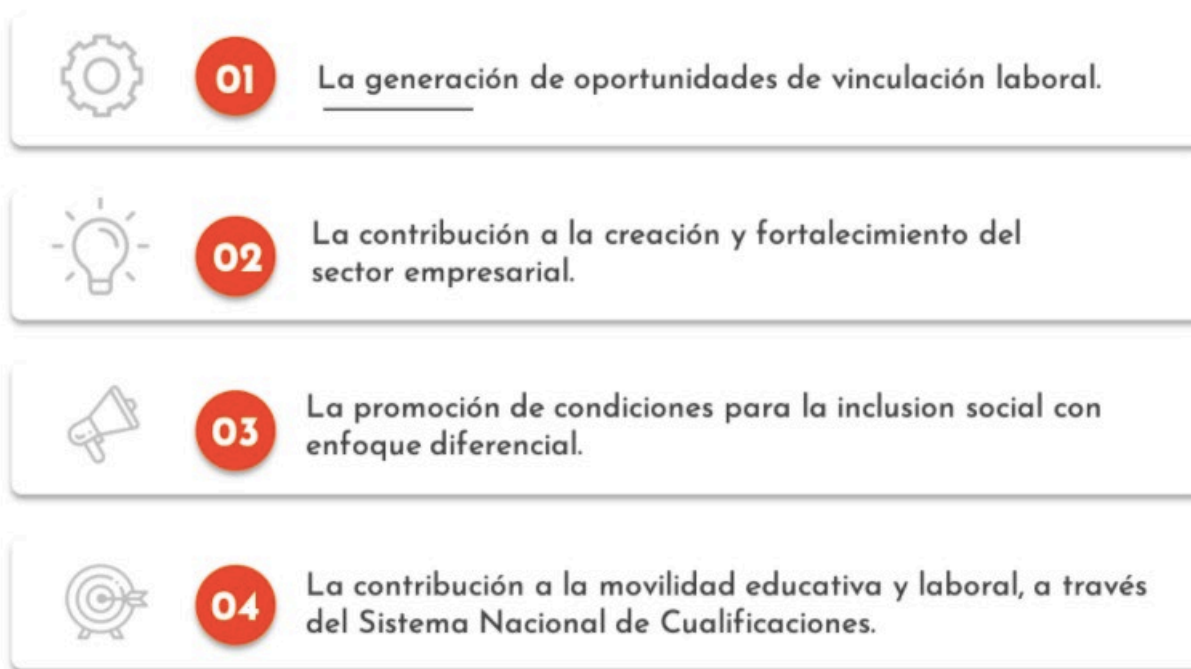 01
La generación de oportunidades de vinculación laboral.
02
La contribución a la creación y fortalecimiento del
sector empresarial.
03
La promoción de condiciones para la inclusion social con
enfoque diferencial.
04
La contribución a la movilidad educativa y laboral, a través
del Sistema Nacional de Cualificaciones.